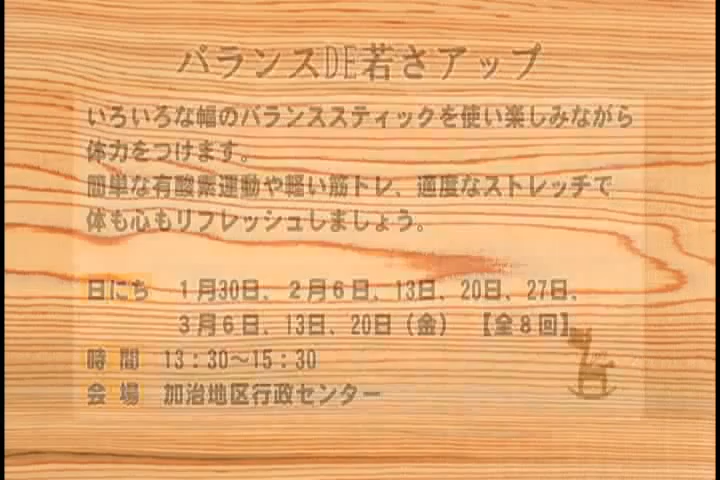 バランスDE若さアップ
いろいろな幅のバランススティックを使い楽しみながら
体力をつけます。
簡単な有酸素運動や軽い筋トレ、適度なストレッチで
体も心もリフレッシュしましょう。
日にち　１月30日、２月６日、13日、20日、27日、
３月６日、13日、20日（金）　【全８回】
時　間　13：30～15：30
会　場　加治地区行政センター